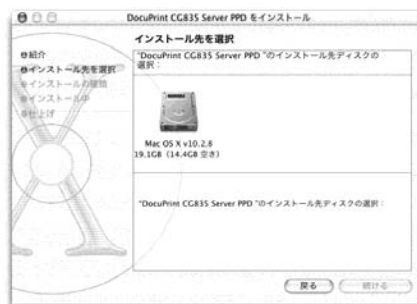 DocuPrint CG835 Server PPD をインストール
インストール先を選択
紹介
インストール先を選択
インストールの種類
インストール中
仕上げ
"DocuPrint CG835 Server PPD "のインストール先ディスクの
選択：
Mac OS X v10.2.8
19.1GB（14.4GB 空き）
"DocuPrint CG835 Server PPD "のインストール先ディスクの選択：
戻る
続ける